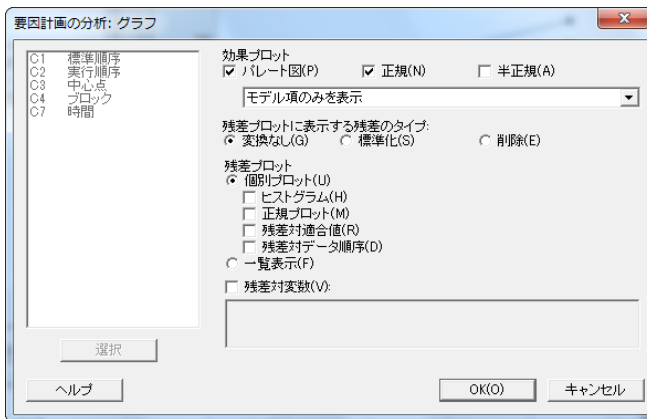 要因計画の分析: グラフ
C1 標準順序
C2 実行順序
C3 中心点
C4 ブロック
C7 時間
選択
効果プロット
パレート図(P) 正規(N) 半正規(A)
モデル項のみを表示
残差プロットに表示する残差のタイプ:
変換なし(G) 標準化(S) 削除(E)
残差プロット
個別プロット(U)
ヒストグラム(H)
正規プロット(M)
残差対適合値(R)
残差対データ順序(D)
一覧表示(F)
残差対変数(V):
ヘルプ
OK(O) キャンセル